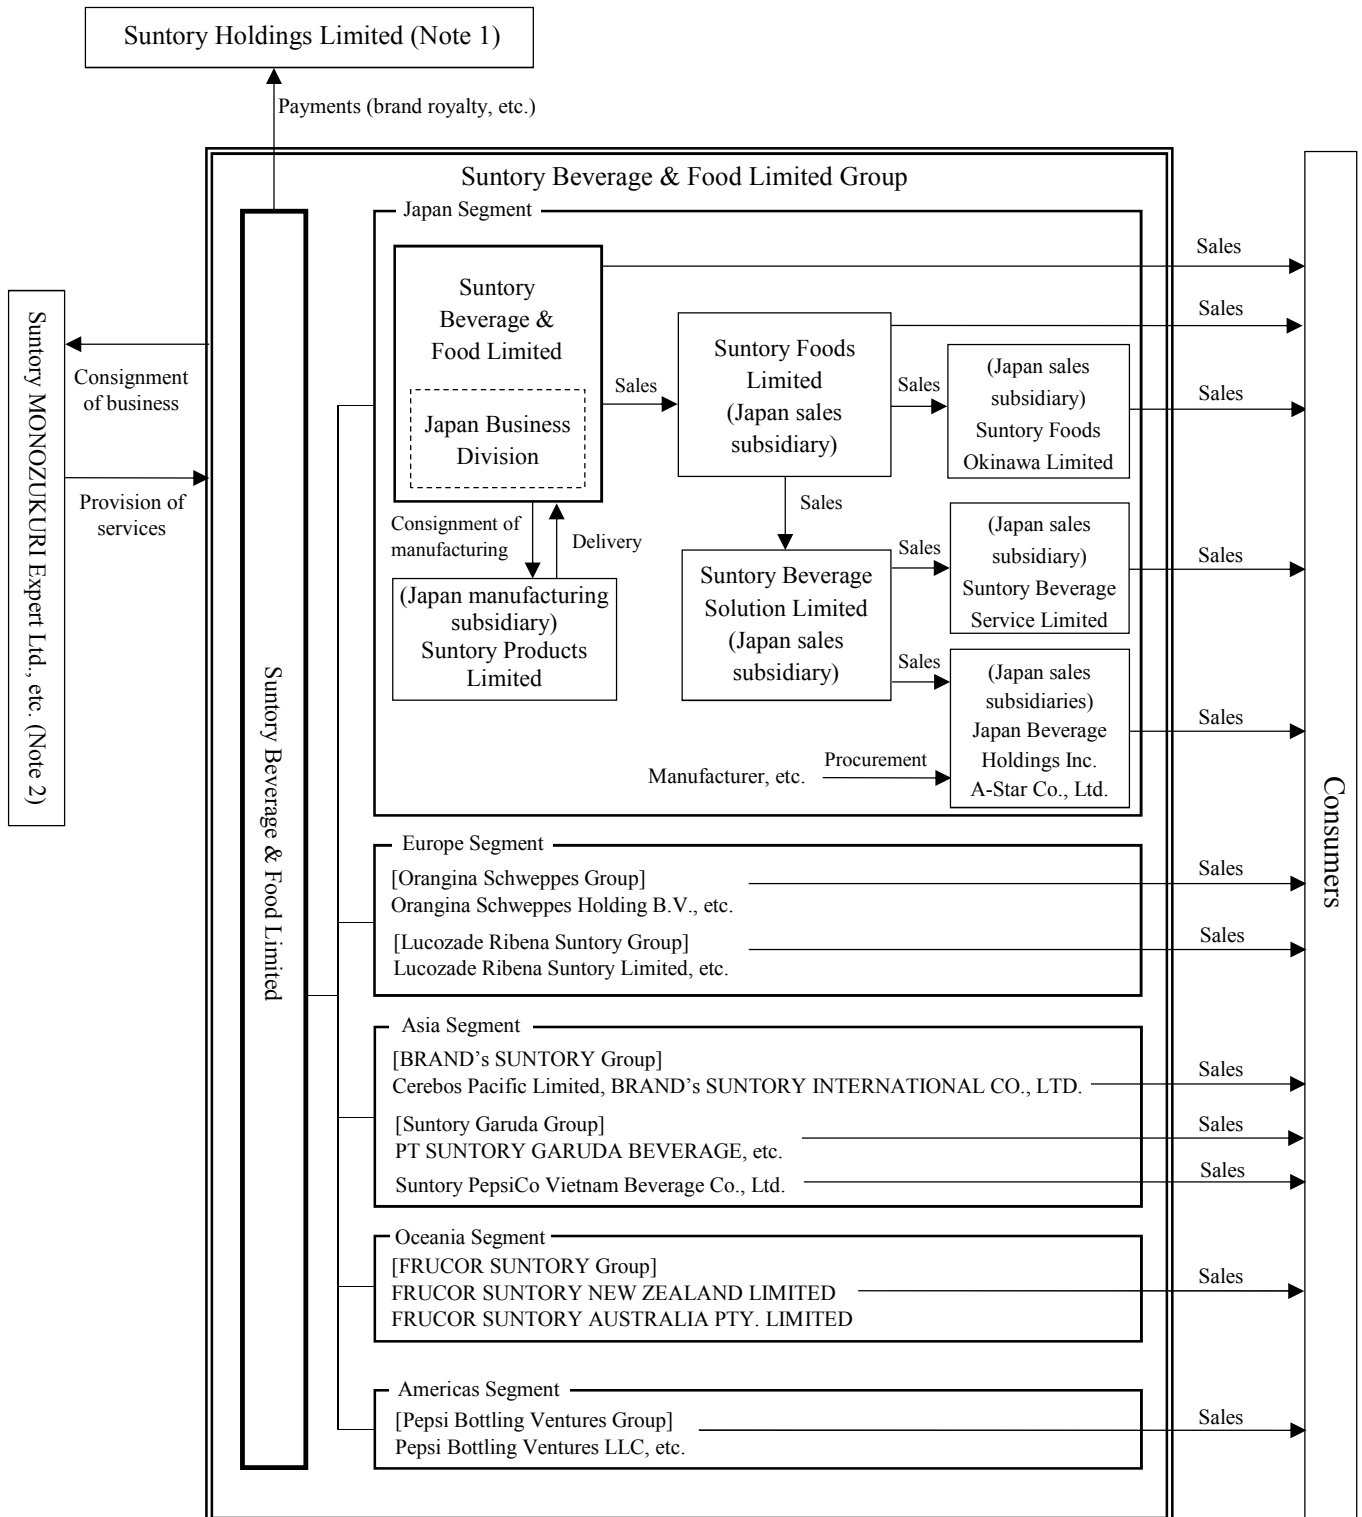 Suntory Holdings Limited (Note 1)
Payments (brand royalty, etc.)
Suntory Beverage & Food Limited Group
Suntory MONOZUKURI Expert Ltd., etc. (Note 2)
Consignment
of business
Provision of
services
Suntory Beverage & Food Limited
Japan Segment
Suntory
Beverage &
Food Limited
Japan Business
Division
Sales
Consignment of
manufacturing
Delivery
(Japan manufacturing
subsidiary)
Suntory Products
Limited
Suntory Foods
Limited
(Japan sales
subsidiary)
Sales
Sales
Suntory Beverage
Solution Limited
(Japan sales
subsidiary)
Sales
Sales
(Japan sales
subsidiary)
Suntory Foods
Okinawa Limited
(Japan sales
subsidiary)
Suntory Beverage
Service Limited
(Japan sales
subsidiaries)
Japan Beverage
Holdings Inc.
A-Star Co., Ltd.
Manufacturer, etc.
Procurement
Sales
Sales
Sales
Sales
Sales
Europe Segment
[Orangina Schweppes Group]
Orangina Schweppes Holding B.V., etc.
Sales
[Lucozade Ribena Suntory Group]
Lucozade Ribena Suntory Limited, etc.
Sales
Asia Segment
[BRAND's SUNTORY Group]
Cerebos Pacific Limited, BRAND's SUNTORY INTERNATIONAL CO., LTD.
Sales
[Suntory Garuda Group]
PT SUNTORY GARUDA BEVERAGE, etc.
Sales
Suntory PepsiCo Vietnam Beverage Co., Ltd.
Sales
Oceania Segment
[FRUCOR SUNTORY Group]
FRUCOR SUNTORY NEW ZEALAND LIMITED
FRUCOR SUNTORY AUSTRALIA PTY. LIMITED
Sales
Americas Segment
[Pepsi Bottling Ventures Group]
Pepsi Bottling Ventures LLC, etc.
Sales
Consumers